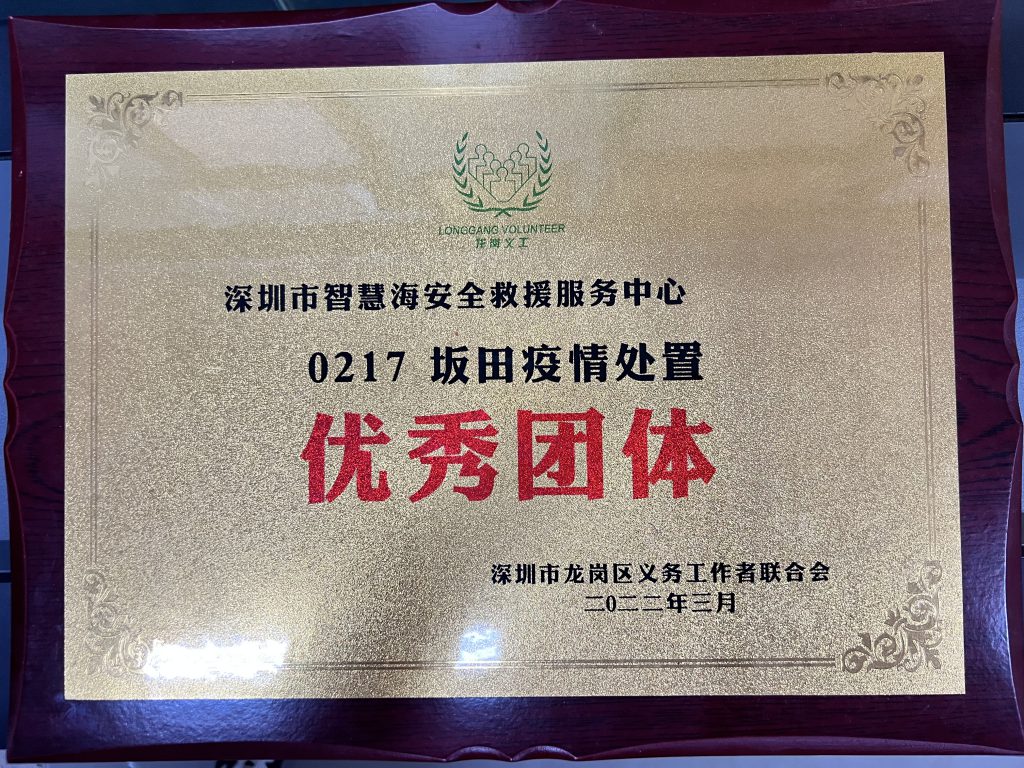 LONGGANG VOLUNTEER
龙岗义工
深圳市智慧海安全救援服务中心
0217 坂田疫情处置
优秀团体
深圳市龙岗区义务工作者联合会
二0二二年三月